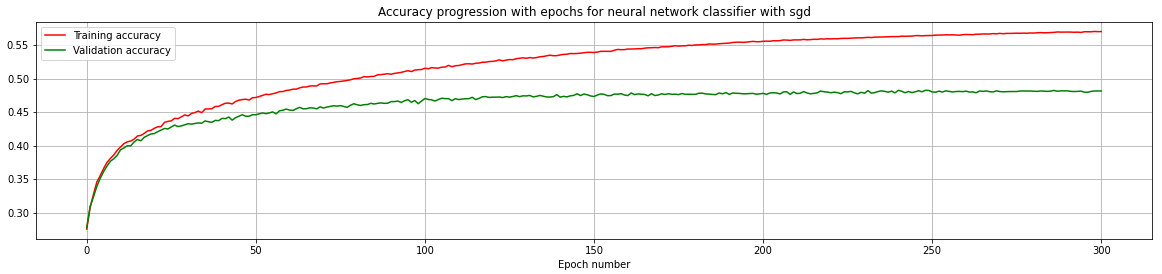 Accuracy progression with epochs for neural network classifier with sgd
Training accuracy
Validation accuracy
0.55
0.50
0.45
0.40
0.35
0.30
0 50 100 150 200 250 300
Epoch number